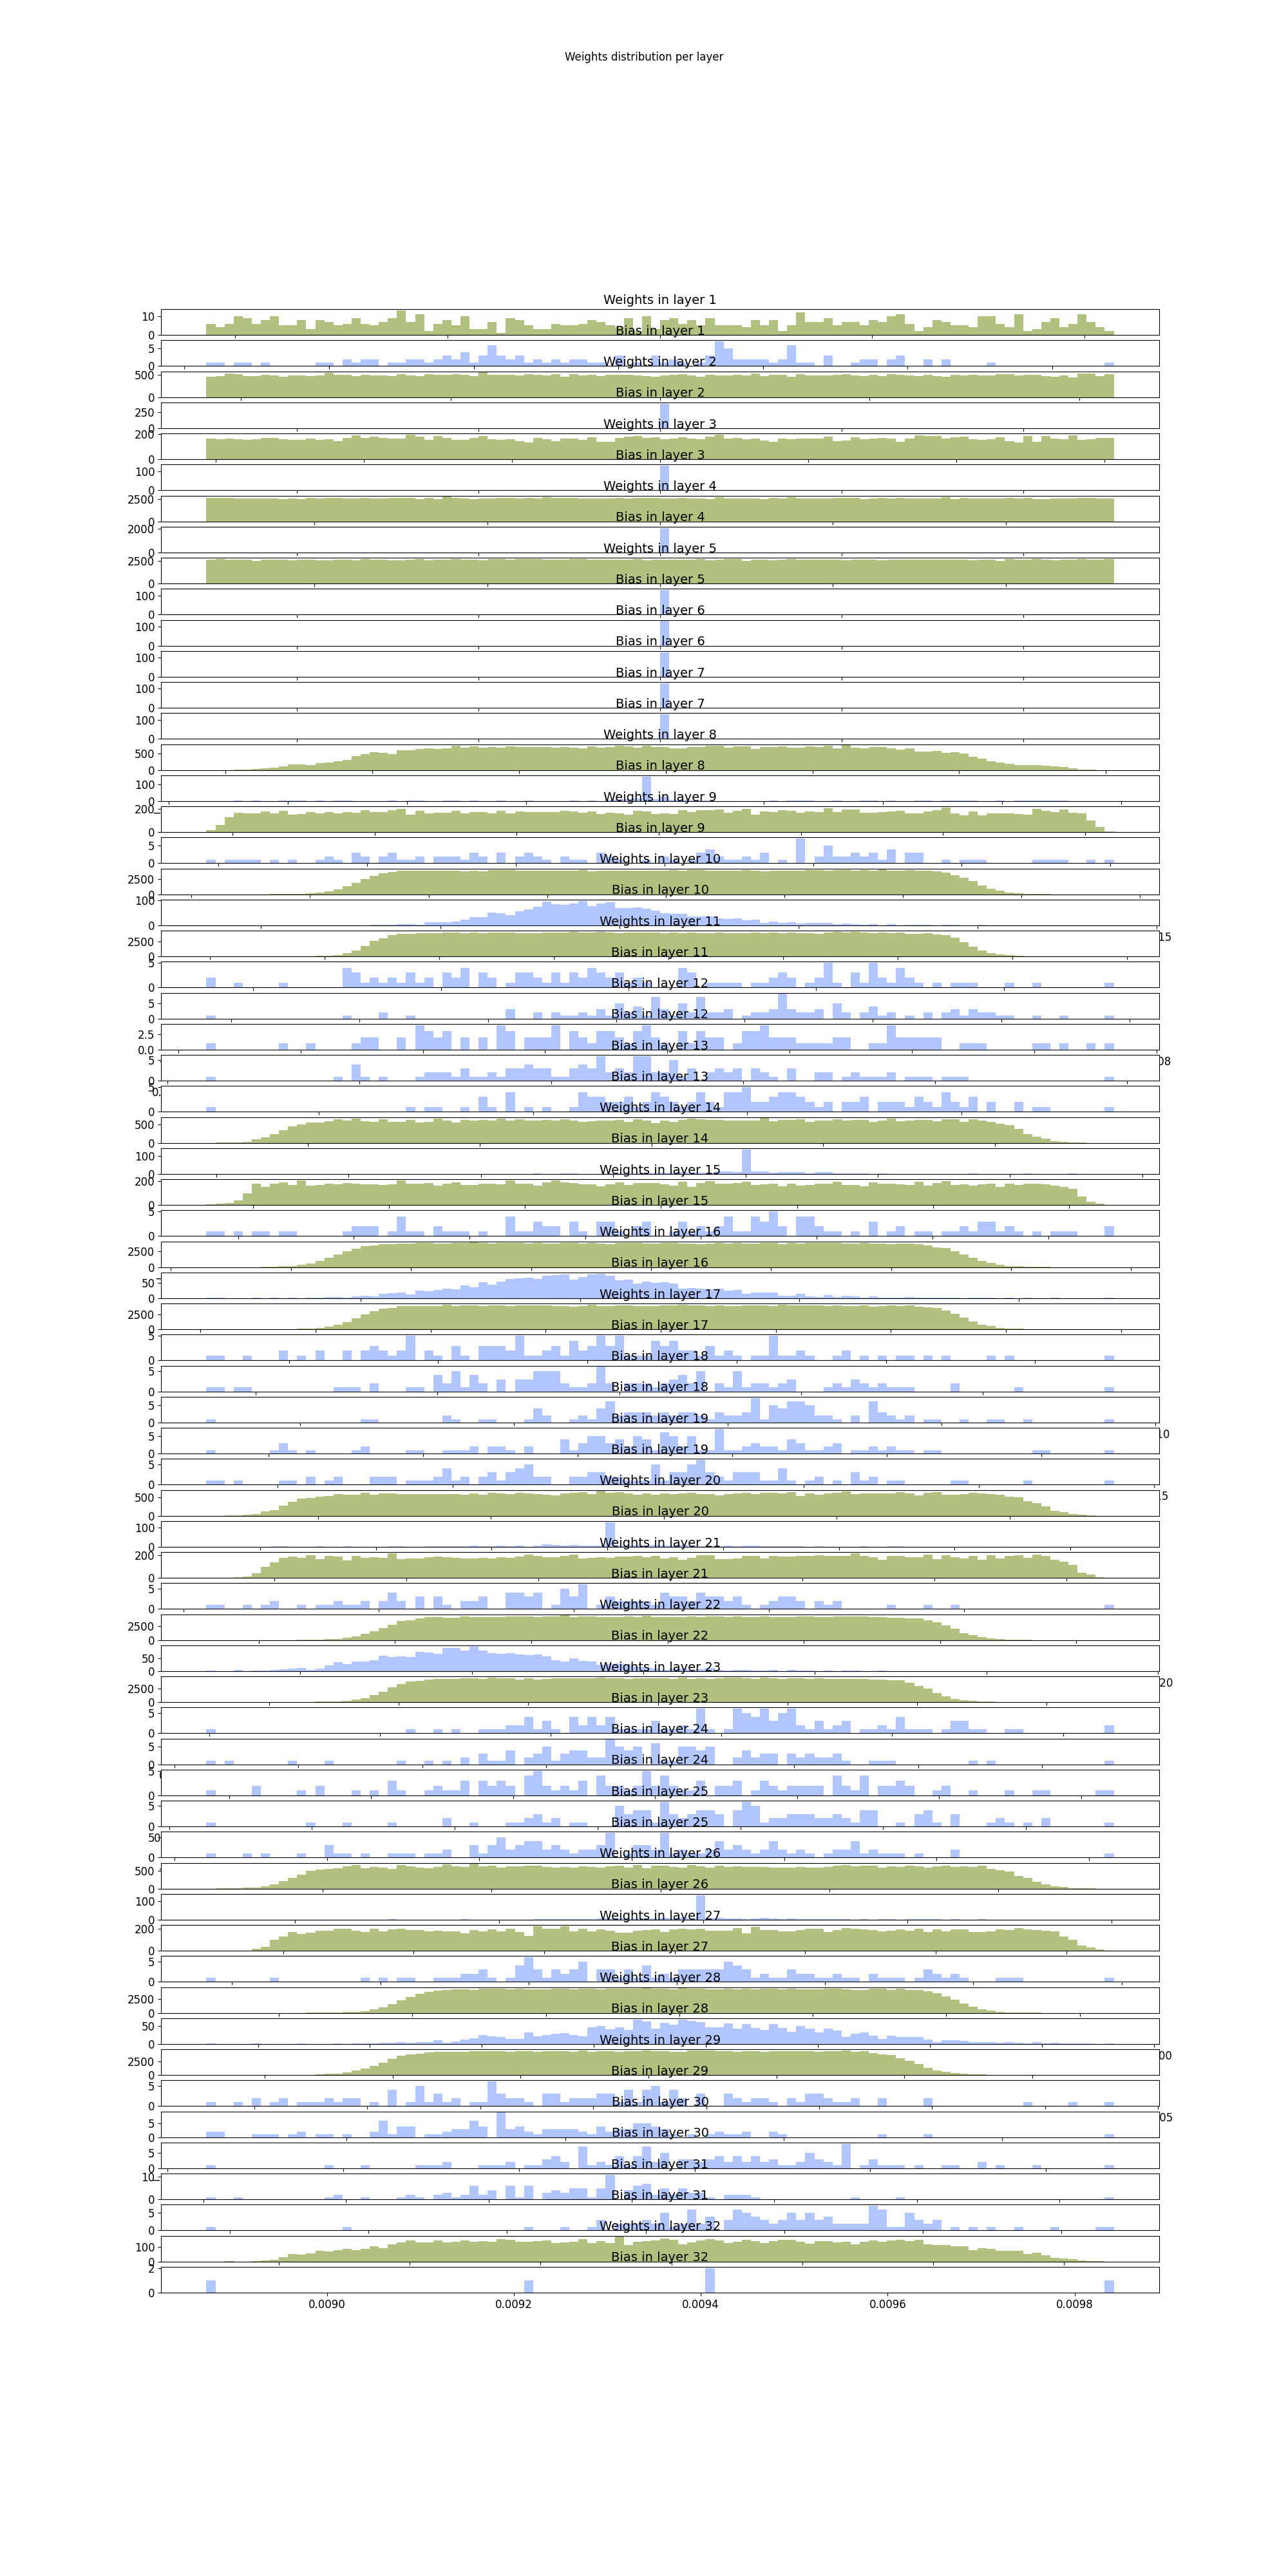 Weights distribution per layer
Weights in layer 1
10
0
Bias in layer 1
5
0
Weights in layer 2
500
0
Bias in layer 2
250
0
Weights in layer 3
200
0
Bias in layer 3
100
0
Weights in layer 4
2500
0
Bias in layer 4
2000
0
Weights in layer 5
2500
0
Bias in layer 5
100
0
Bias in layer 6
100
0
Bias in layer 6
100
0
Bias in layer 7
100
0
Bias in layer 7
100
0
Weights in layer 8
500
0
Bias in layer 8
100
0
Weights in layer 9
200
0
Bias in layer 9
5
0
Weights in layer 10
2500
0
Bias in layer 10
100
0
Weights in layer 11
15
2500
0
Bias in layer 11
5
0
Bias in layer 12
5
0
Bias in layer 12
2.5
0.0
Bias in layer 13
08
5
0
Bias in layer 13
0.
5
0
Weights in layer 14
500
0
Bias in layer 14
100
0
Weights in layer 15
200
0
Bias in layer 15
5
0
Weights in layer 16
2500
0
Bias in layer 16
50
0
Weights in layer 17
2500
0
Bias in layer 17
5
0
Bias in layer 18
5
0
Bias in layer 18
5
0
Bias in layer 19
10
5
0
Bias in layer 19
5
0
Weights in layer 20
5
500
0
Bias in layer 20
100
0
Weights in layer 21
200
0
Bias in layer 21
5
0
Weights in layer 22
2500
0
Bias in layer 22
50
0
Weights in layer 23
20
2500
0
Bias in layer 23
5
0
Bias in layer 24
5
0
Bias in layer 24
5
0
Bias in layer 25
5
0
Bias in layer 25
50
0
Weights in layer 26
500
0
Bias in layer 26
100
0
Weights in layer 27
200
0
Bias in layer 27
5
0
Weights in layer 28
2500
0
Bias in layer 28
50
0
Weights in layer 29
00
2500
0
Bias in layer 29
5
0
Bias in layer 30
05
5
0
Bias in layer 30
5
0
Bias in layer 31
10
0
Bias in layer 31
5
0
Weights in layer 32
100
0
Bias in layer 32
2
0
0.0090 0.0092 0.0094 0.0096 0.0098